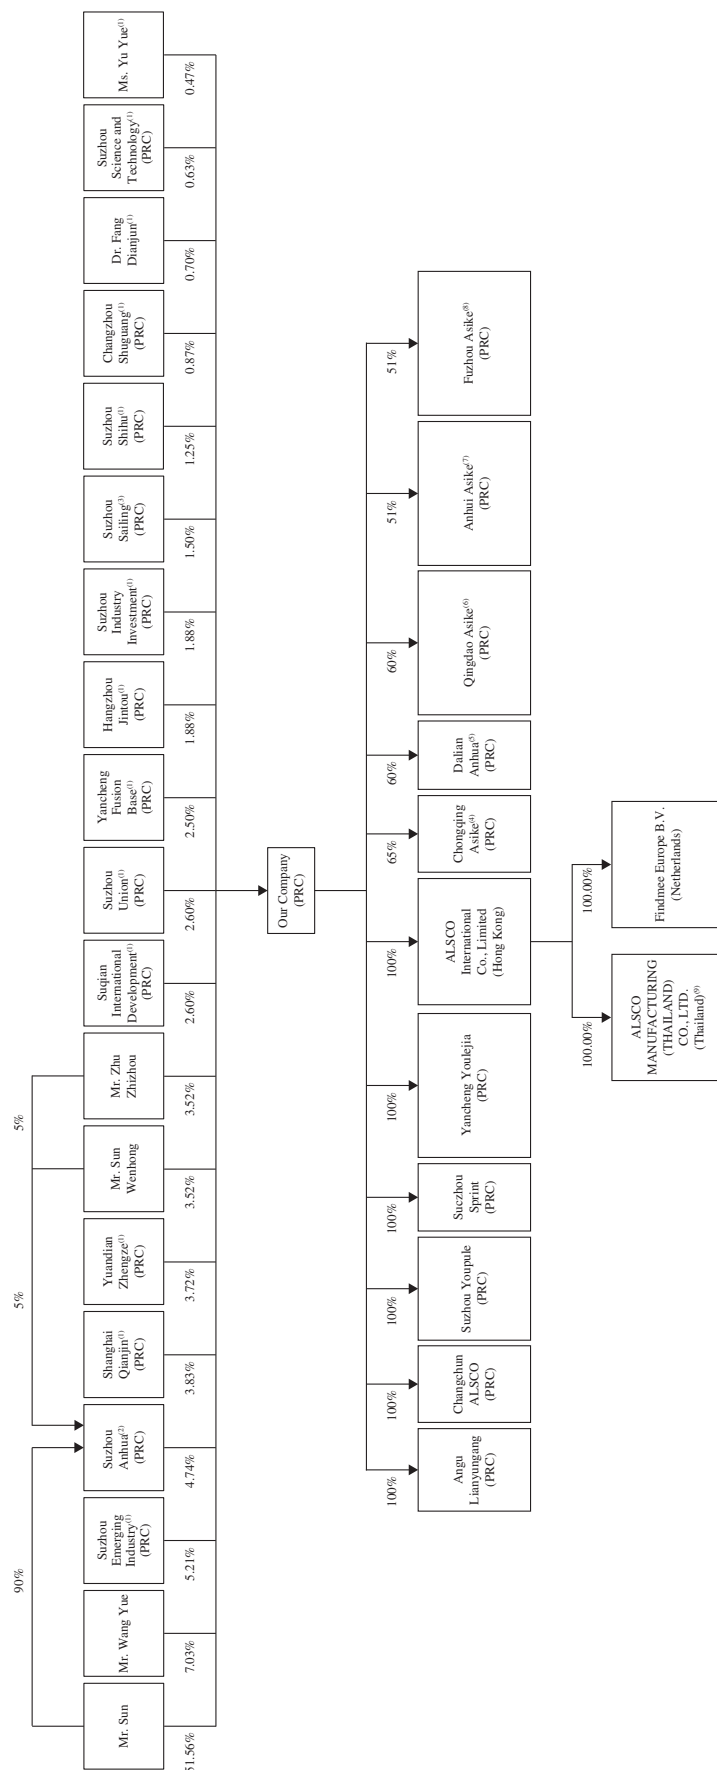 90%
5%
5%
Mr. Sun
Mr. Wang Yue
Suzhou
Emerging
Industry(1)
(PRC)
Suzhou
Anhua(2)
(PRC)
Shanghai
Qianjin(1)
(PRC)
Yuandian
Zhengze(1)
(PRC)
Mr. Sun
Wenhong
Mr. Zhu
Zhizhou
Suqian
International
Development(1)
(PRC)
Suzhou
Union(1)
(PRC)
Yancheng
Fusion
Base(1)
(PRC)
Hangzhou
Jintou(1)
(PRC)
Suzhou
Industry
Investment(1)
(PRC)
Suzhou
Sailing(3)
(PRC)
Suzhou
Shihu(1)
(PRC)
Changzhou
Shuguang(1)
(PRC)
Dr. Fang
Dianjun(1)
Suzhou
Science and
Technology(1)
(PRC)
Ms. Yu Yue(1)
51.56%
7.03%
5.21%
4.74%
3.83%
3.72%
3.52%
3.52%
2.60%
2.60%
2.50%
1.88%
1.88%
1.50%
1.25%
0.87%
0.70%
0.63%
0.47%
Our Company
(PRC)
100%
100%
100%
100%
100%
100%
65%
60%
60%
51%
51%
Angu
Lianyungang
(PRC)
Changchun
ALSCO
(PRC)
Suzhou Youpule
(PRC)
Suczhou
Sprint
(PRC)
Yancheng Youlejia
(PRC)
ALSCO
International
Co., Limited
(Hong Kong)
Chongqing
Asike(4)
(PRC)
Dalian
Anhua(5)
(PRC)
Qingdao Asike(6)
(PRC)
Anhui Asike(7)
(PRC)
Fuzhou Asike(8)
(PRC)
100.00%
100.00%
ALSCO
MANUFACTURING
(THAILAND)
CO., LTD.
(Thailand)(9)
Findmee Europe B.V.
(Netherlands)